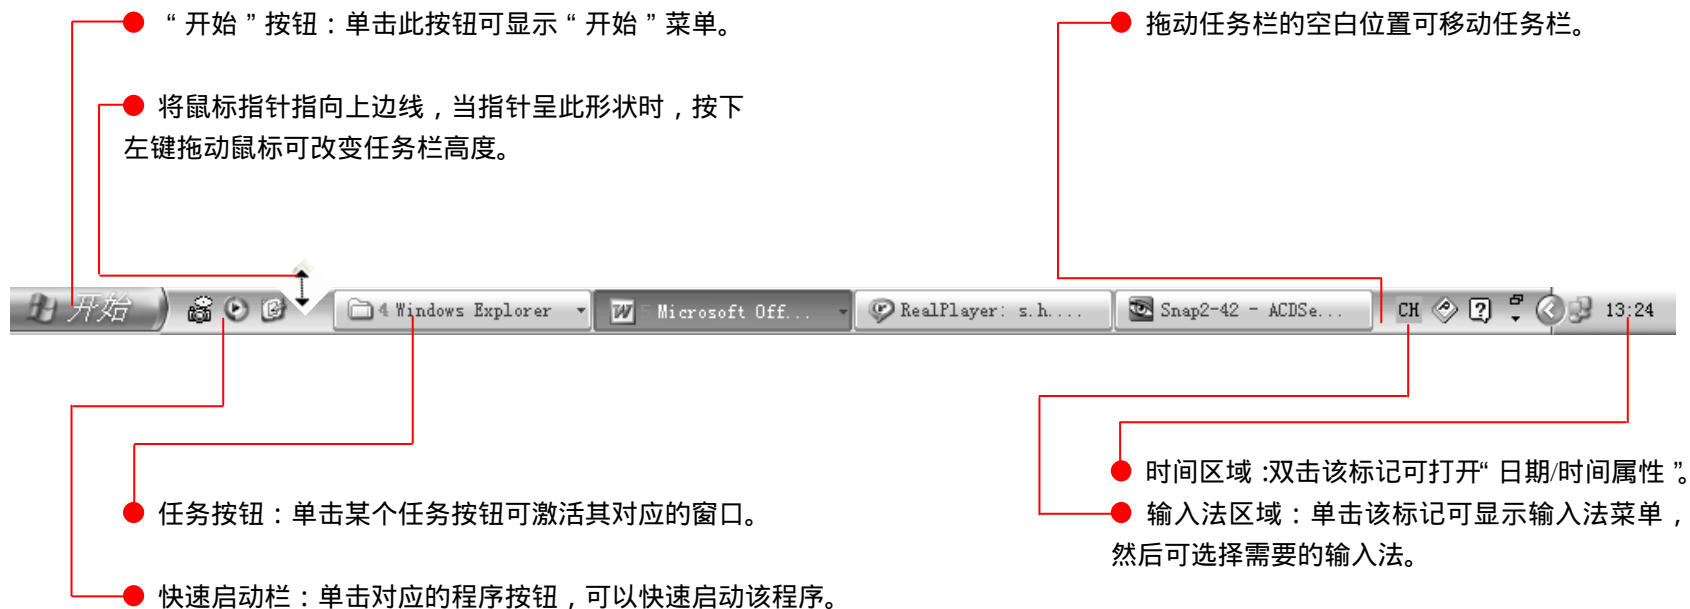 “开始”按钮：单击此按钮可显示“开始”菜单。
拖动任务栏的空白位置可移动任务栏。
将鼠标指针指向上边线，当指针呈此形状时，按下
左键拖动鼠标可改变任务栏高度。
开始 4 Windows Explorer Microsoft Off... RealPlayer: s.h.... Snap2-42 - ACDSe... CH 13:24
时间区域：双击该标记可打开“日期/时间属性”。
任务按钮：单击某个任务按钮可激活其对应的窗口。
输入法区域：单击该标记可显示输入法菜单，
然后可选择需要的输入法。
快速启动栏：单击对应的程序按钮，可以快速启动该程序。